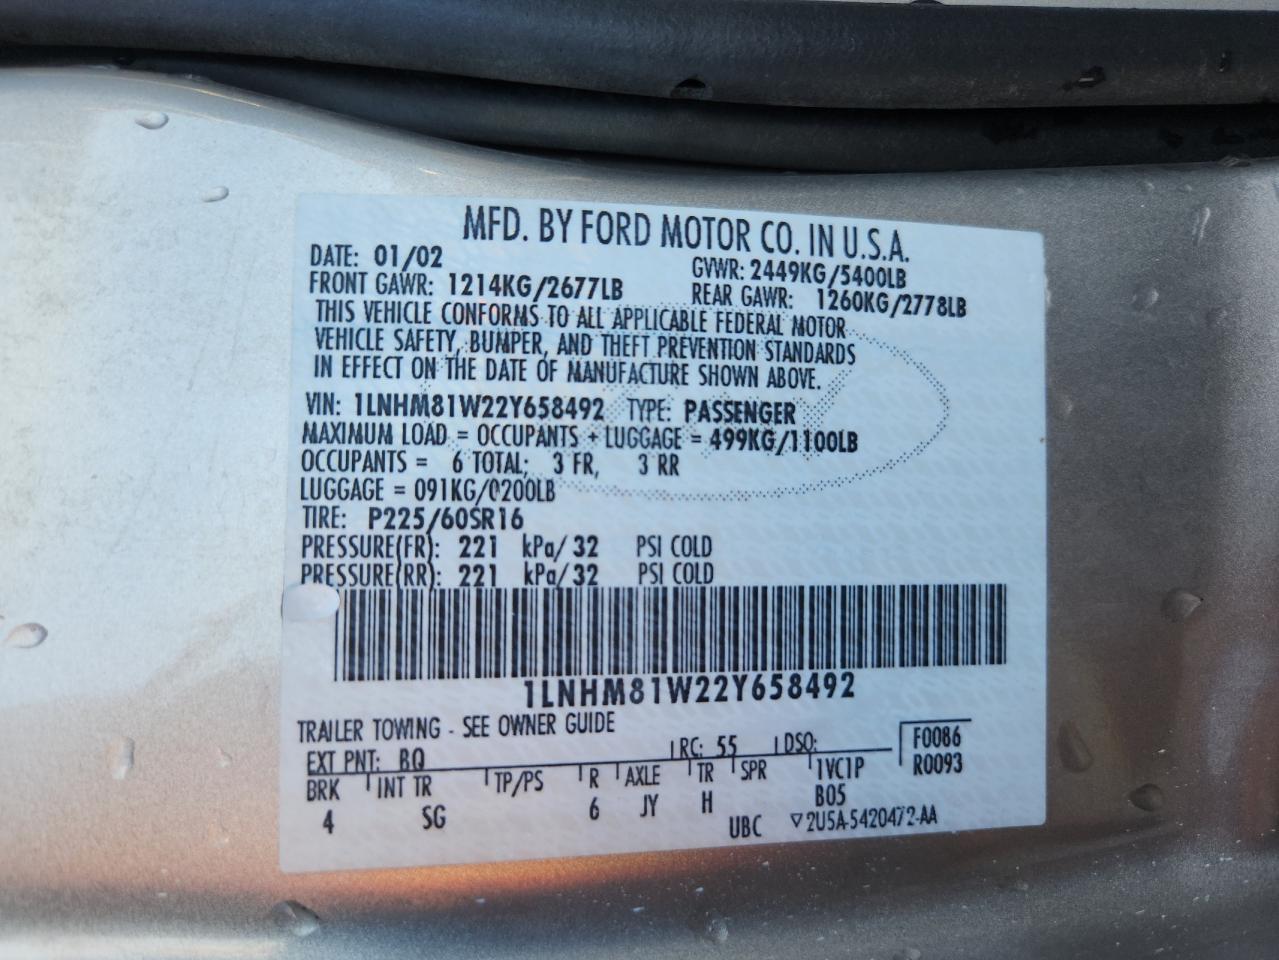 MFD. BY FORD MOTOR CO. IN U.S.A.
DATE: 01/02 GVWR: 2449KG/5400LB
FRONT GAWR: 1214KG/2677LB REAR GAWR: 1260KG/2778LB
THIS VEHICLE CONFORMS TO ALL APPLICABLE FEDERAL MOTOR
VEHICLE SAFETY, BUMPER, AND THEFT PREVENTION STANDARDS
IN EFFECT ON THE DATE OF MANUFACTURE SHOWN ABOVE.
VIN: 1LNHM81W22Y658492 TYPE: PASSENGER
MAXIMUM LOAD = OCCUPANTS + LUGGAGE = 499KG/1100LB
OCCUPANTS = 6 TOTAL; 3 FR, 3 RR
LUGGAGE = 091KG/0200LB
TIRE: P225/60SR16
PRESSURE(FR): 221 kPa/ 32 PSI COLD
PRESSURE(RR): 221 kPa/ 32 PSI COLD
1LNHM81W22Y658492
TRAILER TOWING - SEE OWNER GUIDE
EXT PNT: BQ RC: 55 DSO: F0086
BRK INT TR TP/PS R AXLE TR SPR 1VC1P R0093
4 SG 6 JY H B05
UBC ▽2U5A-5420472-AA